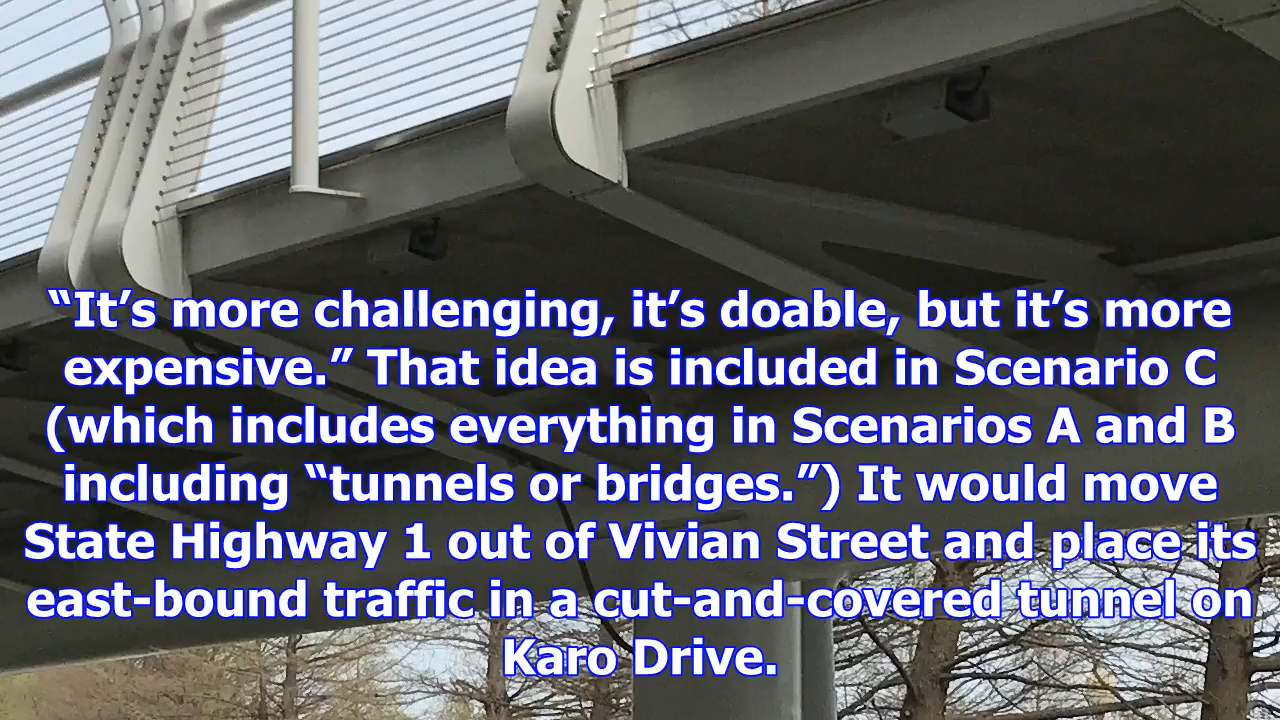 “It’s more challenging, it’s doable, but it’s more
expensive.” That idea is included in Scenario C
(which includes everything in Scenarios A and B
including “tunnels or bridges.”) It would move
State Highway 1 out of Vivian Street and place its
east-bound traffic in a cut-and-covered tunnel on
Karo Drive.